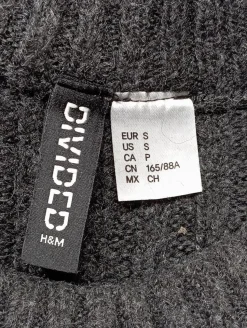 DIVIDED
H&M
EUR S
US S
CA P
CN 165/88A
MX CH